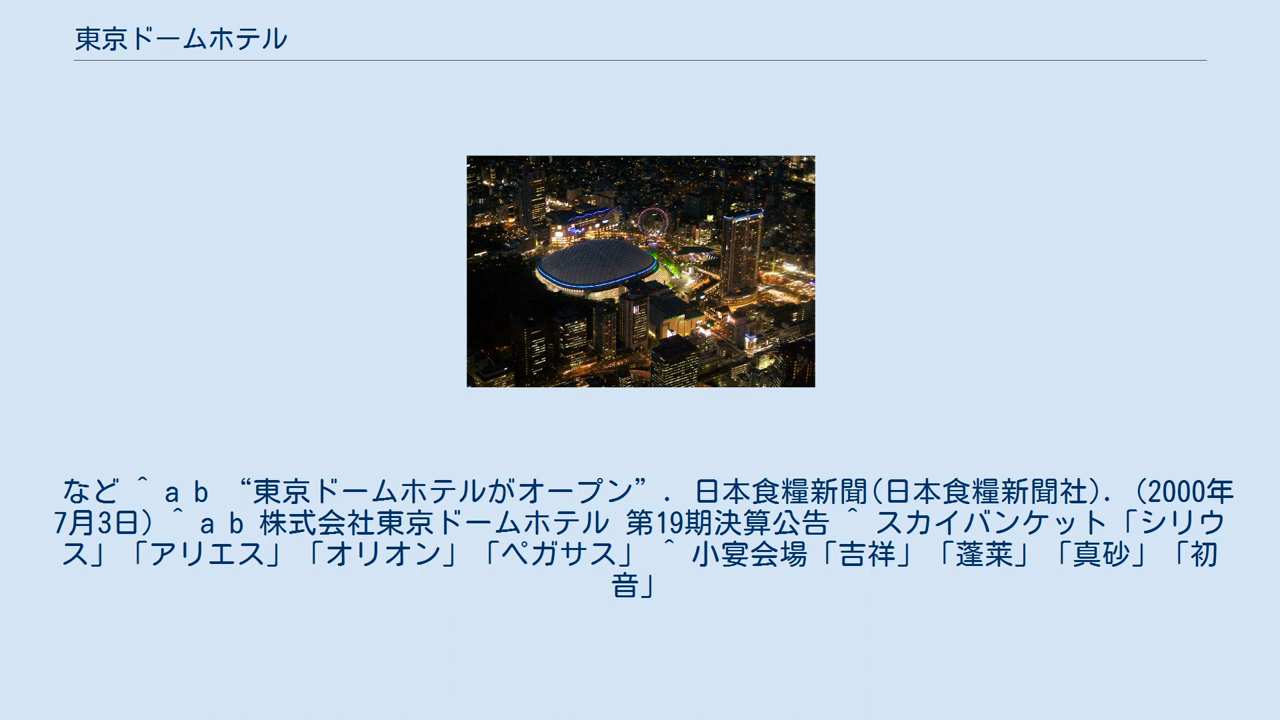 東京ドームホテル
など ^ a b “東京ドームホテルがオープン”. 日本食糧新聞(日本食糧新聞社). (2000年
7月3日) ^ a b 株式会社東京ドームホテル 第19期決算公告 ^ スカイバンケット「シリウ
ス」「アリエス」「オリオン」「ペガサス」 ^ 小宴会場「吉祥」「蓬莱」「真砂」「初
音」